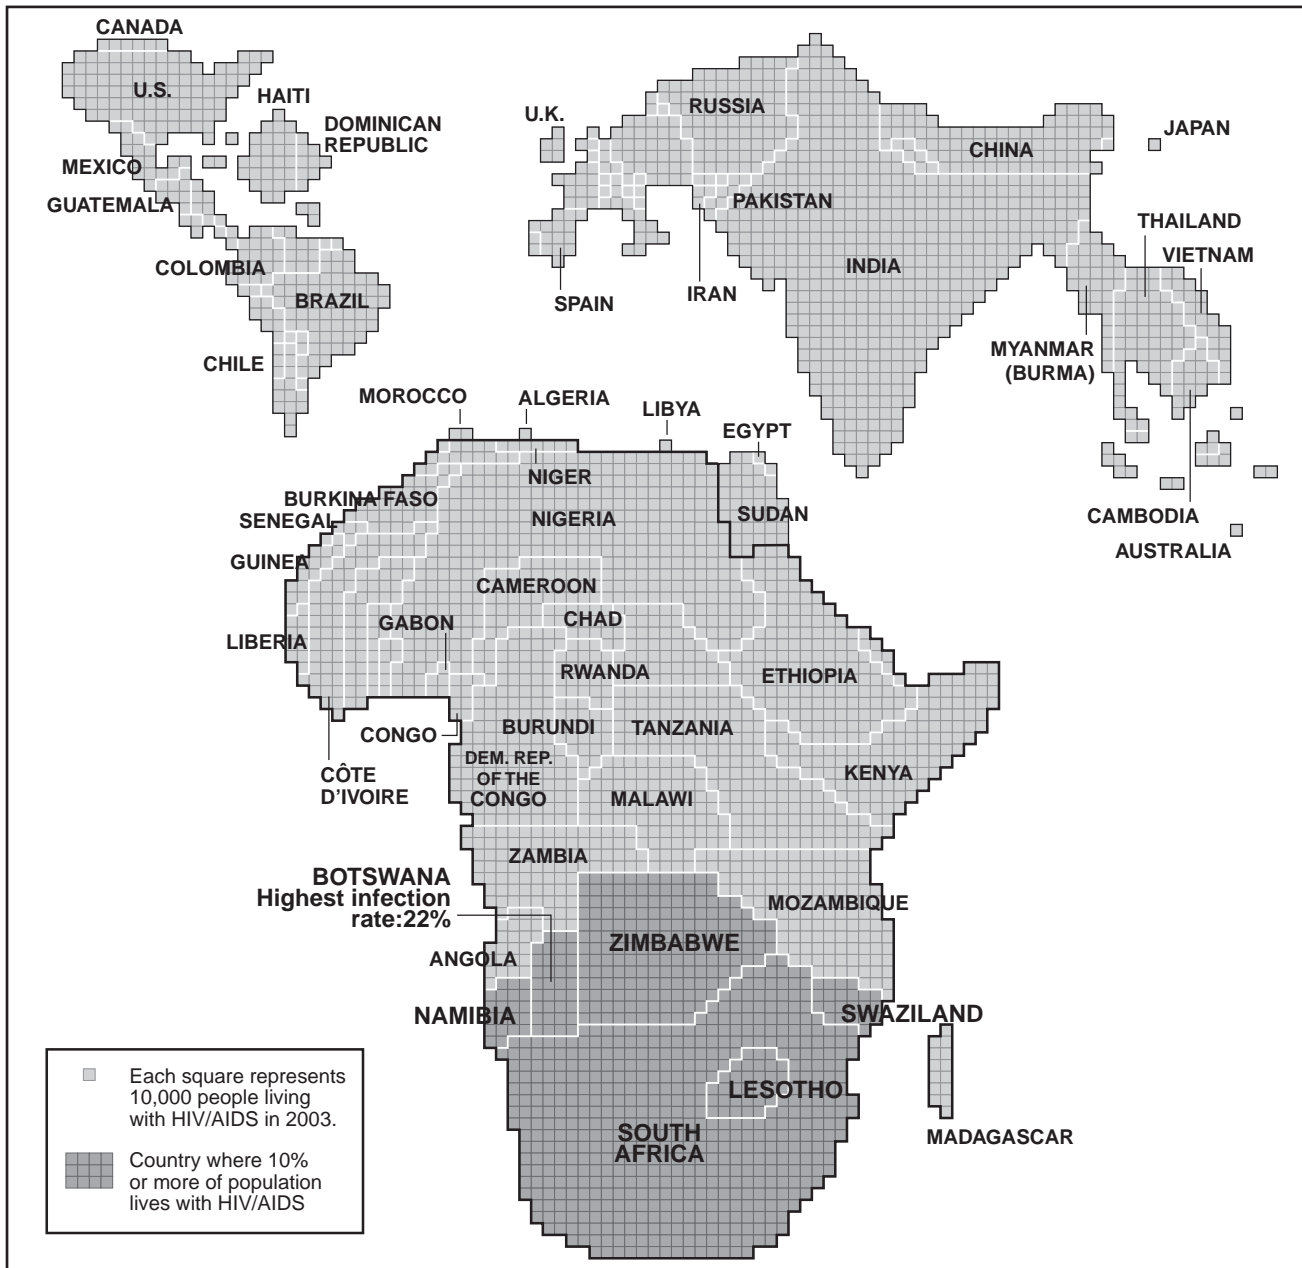 CANADA
U.S.
HAITI
DOMINICAN
REPUBLIC
MEXICO
GUATEMALA
COLOMBIA
BRAZIL
CHILE
U.K.
RUSSIA
CHINA
JAPAN
PAKISTAN
THAILAND
VIETNAM
INDIA
SPAIN
IRAN
MYANMAR
(BURMA)
CAMBODIA
AUSTRALIA
MOROCCO
ALGERIA
LIBYA
EGYPT
NIGER
BURKINA FASO
SENEGAL
NIGERIA
SUDAN
GUINEA
CAMEROON
GABON
CHAD
LIBERIA
RWANDA
ETHIOPIA
CONGO
BURUNDI
TANZANIA
CÔTE
D'IVOIRE
DEM. REP.
OF THE
CONGO
MALAWI
KENYA
ZAMBIA
BOTSWANA
Highest infection
rate:22%
MOZAMBIQUE
ZIMBABWE
ANGOLA
NAMIBIA
SWAZILAND
LESOTHO
SOUTH
AFRICA
MADAGASCAR
Each square represents
10,000 people living
with HIV/AIDS in 2003.
Country where 10%
or more of population
lives with HIV/AIDS